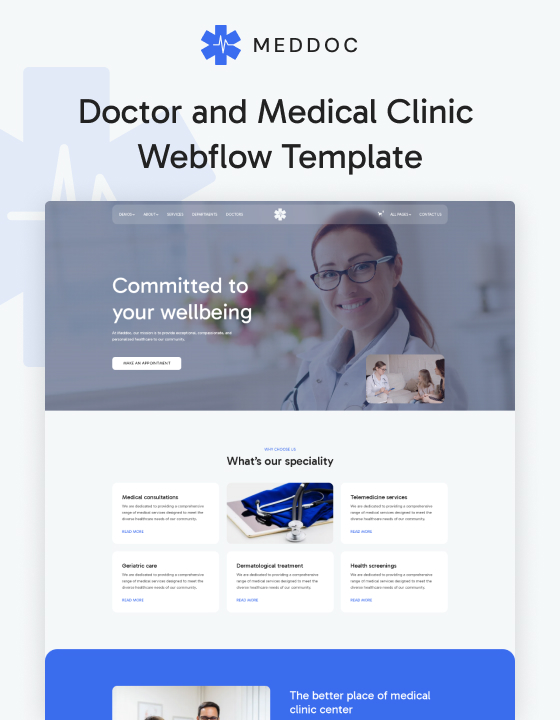 MEDDOC
Doctor and Medical Clinic
Webflow Template
DEMOS ABOUT SERVICES DEPARTMENTS DOCTORS ALL PAGES CONTACT US
Committed to
your wellbeing
At Meddoc, our mission is to provide exceptional, compassionate, and
personalized healthcare to our community.
MAKE AN APPOINTMENT
WHY CHOOSE US
What's our speciality
Medical consultations
We are dedicated to providing a comprehensive
range of medical services designed to meet the
diverse healthcare needs of our community.
READ MORE
Telemedicine services
We are dedicated to providing a comprehensive
range of medical services designed to meet the
diverse healthcare needs of our community.
READ MORE
Geriatric care
We are dedicated to providing a comprehensive
range of medical services designed to meet the
diverse healthcare needs of our community.
READ MORE
Dermatological treatment
We are dedicated to providing a comprehensive
range of medical services designed to meet the
diverse healthcare needs of our community.
READ MORE
Health screenings
We are dedicated to providing a comprehensive
range of medical services designed to meet the
diverse healthcare needs of our community.
READ MORE
The better place of medical
clinic center